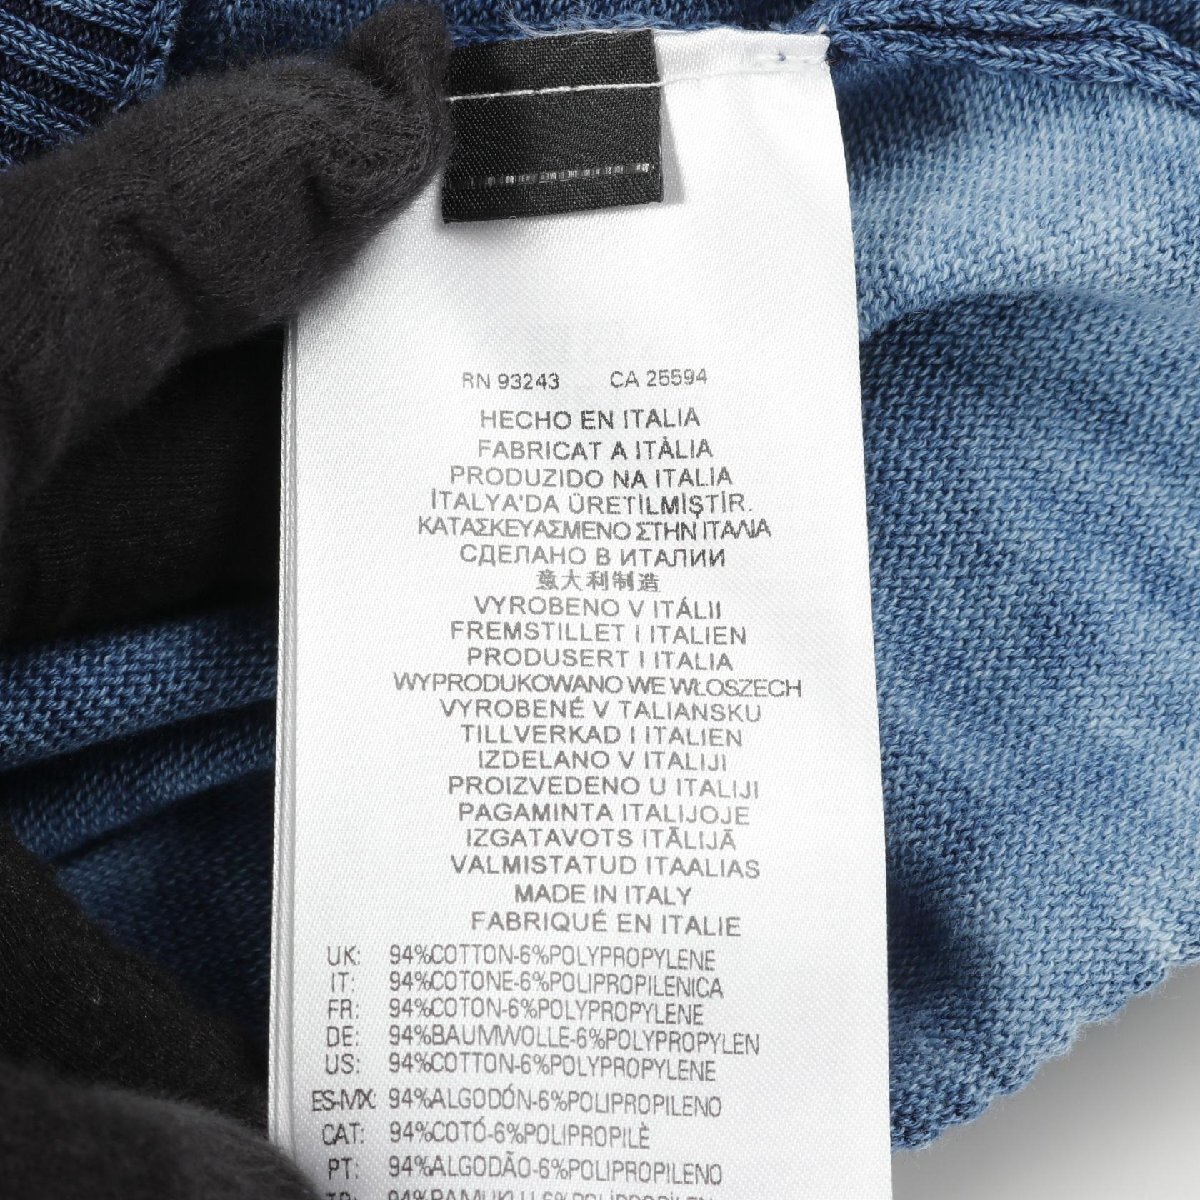 RN 93243 CA 25594
HECHO EN ITALIA
FABRICAT A ITÀLIA
PRODUZIDO NA ITALIA
İTALYA'DA ÜRETİLMİŞTİR.
ΚΑΤΑΣΚΕΥΑΣΜΕΝΟ ΣΤΗΝ ΙΤΑΛΙΑ
СДЕЛАНО В ИТАЛИИ
意大利制造
VYROBENO V ITÁLII
FREMSTILLET I ITALIEN
PRODUSERT I ITALIA
WYPRODUKOWANO WE WŁOSZECH
VYROBENÉ V TALIANSKU
TILLVERKAD I ITALIEN
IZDELANO V ITALIJI
PROIZVEDENO U ITALIJI
PAGAMINTA ITALIJOJE
IZGATAVOTS ITĀLIJĀ
VALMISTATUD ITAALIAS
MADE IN ITALY
FABRIQUÉ EN ITALIE
UK: 94%COTTON-6%POLYPROPYLENE
IT: 94%COTONE-6%POLIPROPILENICA
FR: 94%COTON-6%POLYPROPYLENE
DE: 94%BAUMWOLLE-6%POLYPROPYLEN
US: 94%COTTON-6%POLYPROPYLENE
ES-MX: 94%ALGODÓN-6%POLIPROPILENO
CAT: 94%COTÓ-6%POLIPROPILÈ
PT: 94%ALGODÃO-6%POLIPROPILENO
TR: 94%PAMUKLU-6%POLIPROPILEN